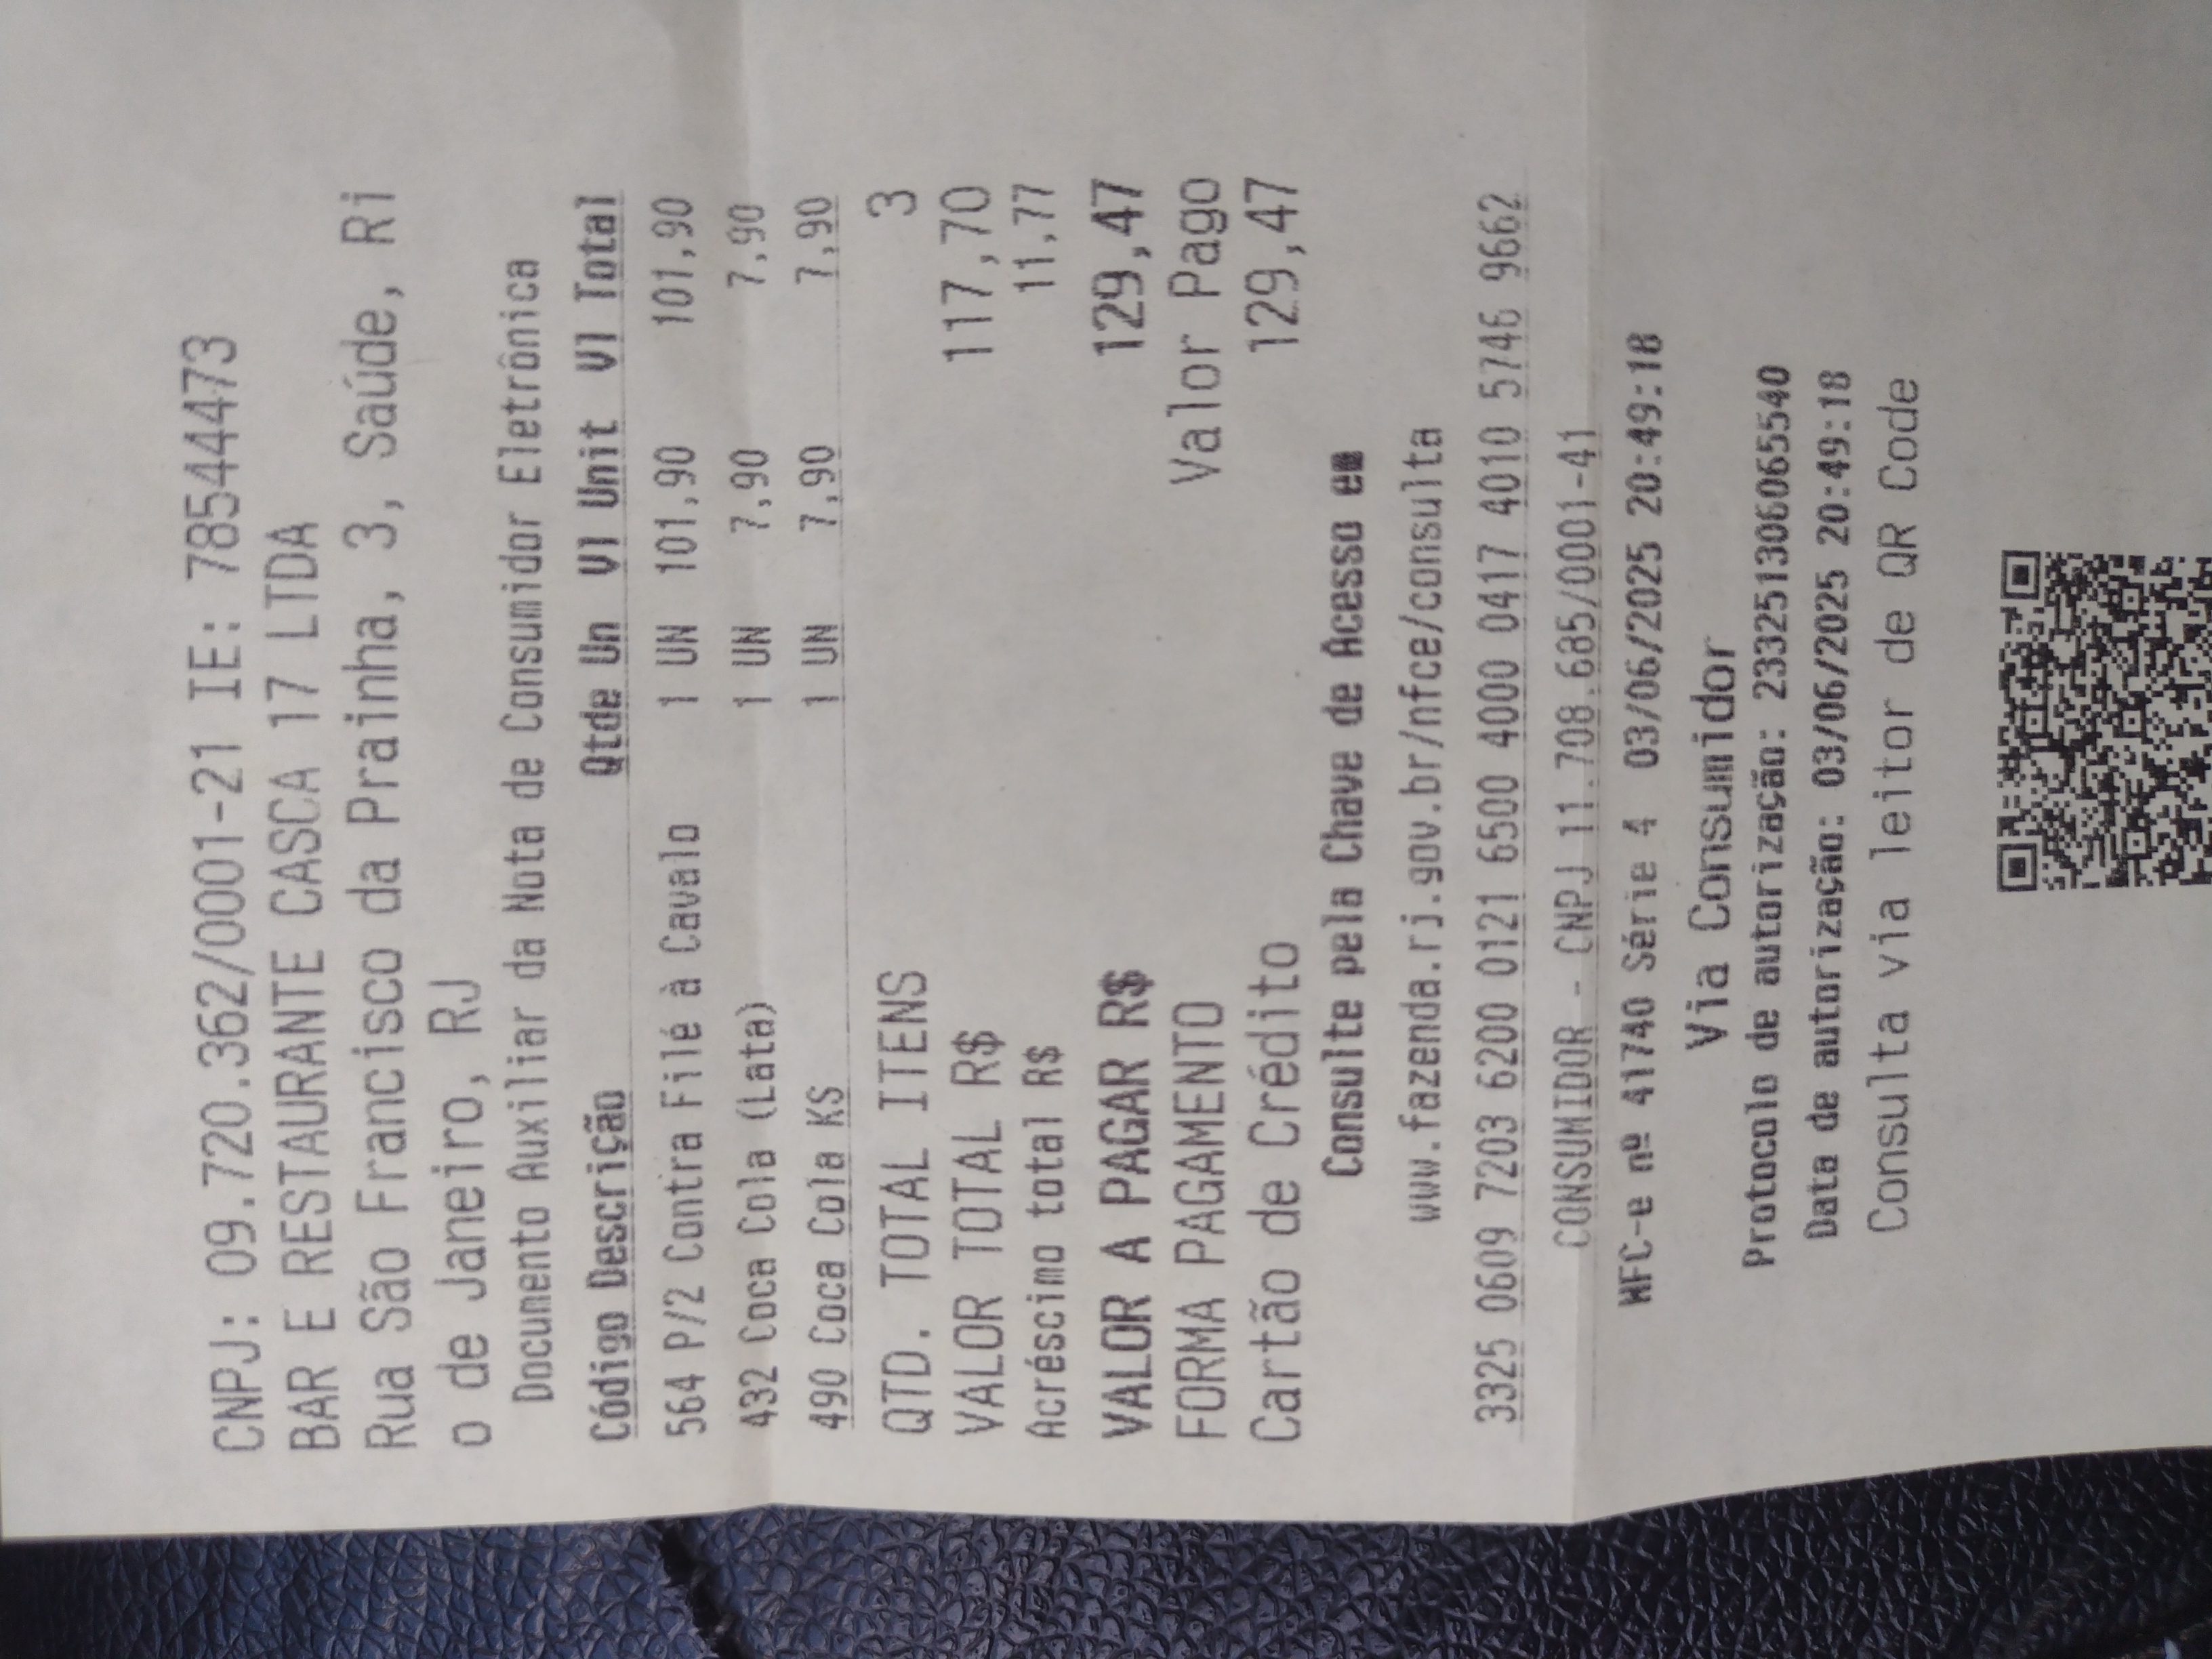 CNPJ: 09.720.362/0001-21 IE: 78544473
BAR E RESTAURANTE CASCA 17 LTDA
Rua São Francisco da Prainha, 3, Saúde, Ri
o de Janeiro, RJ
Documento Auxiliar da Nota de Consumidor Eletrônica
Código Descrição Qtde Un Vl Unit Vl Total
564 P/2 Contra Filé à Cavalo 1 UN 101,90 101,90
432 Coca Cola (Lata) 1 UN 7,90 7,90
490 Coca Cola KS 1 UN 7,90 7,90
QTD. TOTAL ITENS 3
VALOR TOTAL R$ 117,70
Acréscimo total R$ 11,77
VALOR A PAGAR R$ 129,47
FORMA PAGAMENTO Valor Pago
Cartão de Crédito 129,47
Consulte pela Chave de Acesso em
www.fazenda.rj.gov.br/nfce/consulta
3325 0609 7203 6200 0121 6500 4000 0417 4010 5746 9662
CONSUMIDOR - CNPJ 11.708.685/0001-41
NFC-e nº 41740 Série 4 03/06/2025 20:49:18
Via Consumidor
Protocolo de autorização: 233251306065540
Data de autorização: 03/06/2025 20:49:18
Consulta via leitor de QR Code